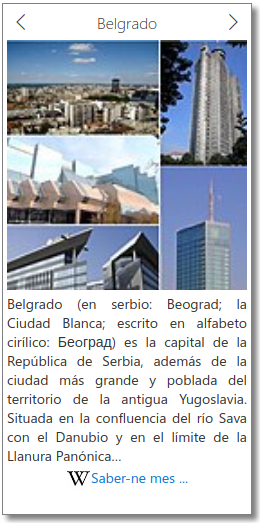 Belgrado
Belgrado (en serbio: Beograd; la
Ciudad Blanca; escrito en alfabeto
cirílico: Београд) es la capital de la
República de Serbia, además de la
ciudad más grande y poblada del
territorio de la antigua Yugoslavia.
Situada en la confluencia del río Sava
con el Danubio y en el límite de la
Llanura Panónica...
W Saber-ne mes ...